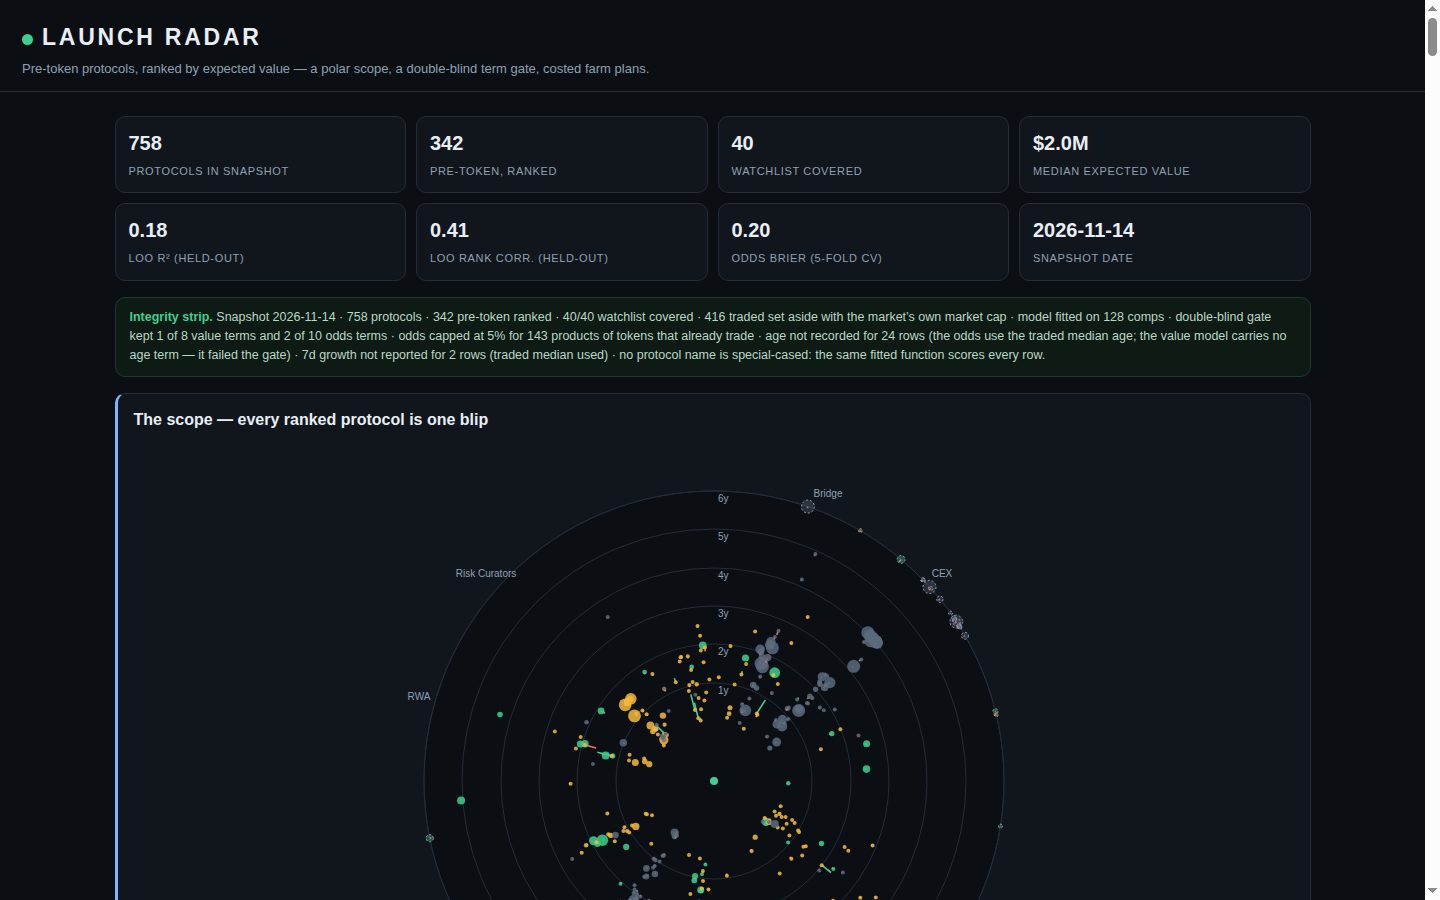 LAUNCH RADAR
Pre-token protocols, ranked by expected value — a polar scope, a double-blind term gate, costed farm plans.
758
PROTOCOLS IN SNAPSHOT
342
PRE-TOKEN, RANKED
40
WATCHLIST COVERED
$2.0M
MEDIAN EXPECTED VALUE
0.18
LOO R² (HELD-OUT)
0.41
LOO RANK CORR. (HELD-OUT)
0.20
ODDS BRIER (5-FOLD CV)
2026-11-14
SNAPSHOT DATE
Integrity strip. Snapshot 2026-11-14 · 758 protocols · 342 pre-token ranked · 40/40 watchlist covered · 416 traded set aside with the market's own market cap · model fitted on 128 comps · double-blind gate
kept 1 of 8 value terms and 2 of 10 odds terms · odds capped at 5% for 143 products of tokens that already trade · age not recorded for 24 rows (the odds use the traded median age; the value model carries no
age term — it failed the gate) · 7d growth not reported for 2 rows (traded median used) · no protocol name is special-cased: the same fitted function scores every row.
The scope — every ranked protocol is one blip
Bridge
6y
5y
CEX
Risk Curators
4y
3y
2y
1y
RWA